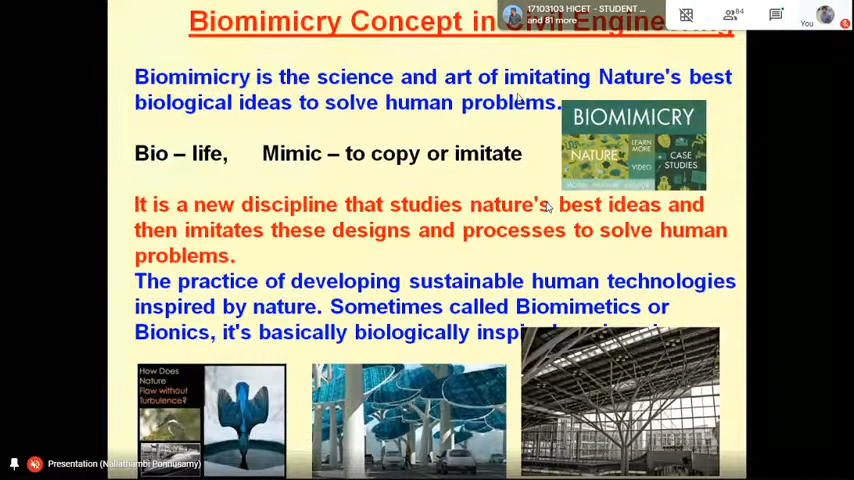 Biomimicry Concept in Civil Engineering
17103103 HICET - STUDENT ...
and 81 more
84
You
Biomimicry is the science and art of imitating Nature's best
biological ideas to solve human problems.
BIOMIMICRY
NATURE
LEARN
MORE
VIDEO
CASE
STUDIES
Bio – life, Mimic – to copy or imitate
It is a new discipline that studies nature's best ideas and
then imitates these designs and processes to solve human
problems.
The practice of developing sustainable human technologies
inspired by nature. Sometimes called Biomimetics or
Bionics, it's basically biologically
How Does
Nature
Flow without
Turbulence?
Presentation (Nallathambi Ponnusamy)